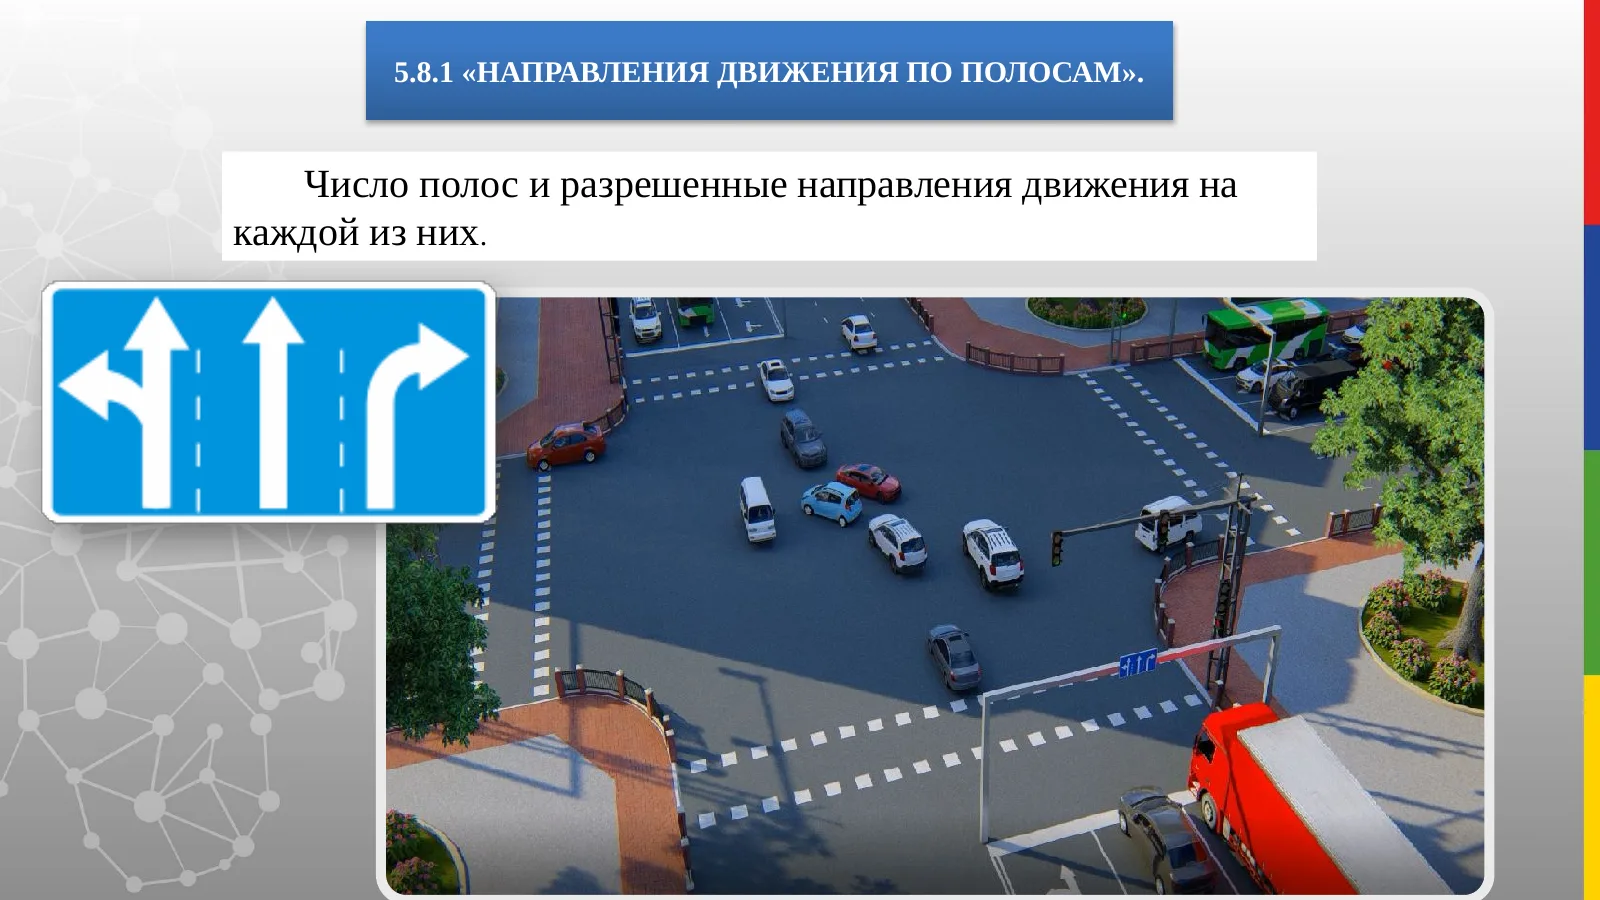 5.8.1 «НАПРАВЛЕНИЯ ДВИЖЕНИЯ ПО ПОЛОСАМ».
Число полос и разрешенные направления движения на
каждой из них.